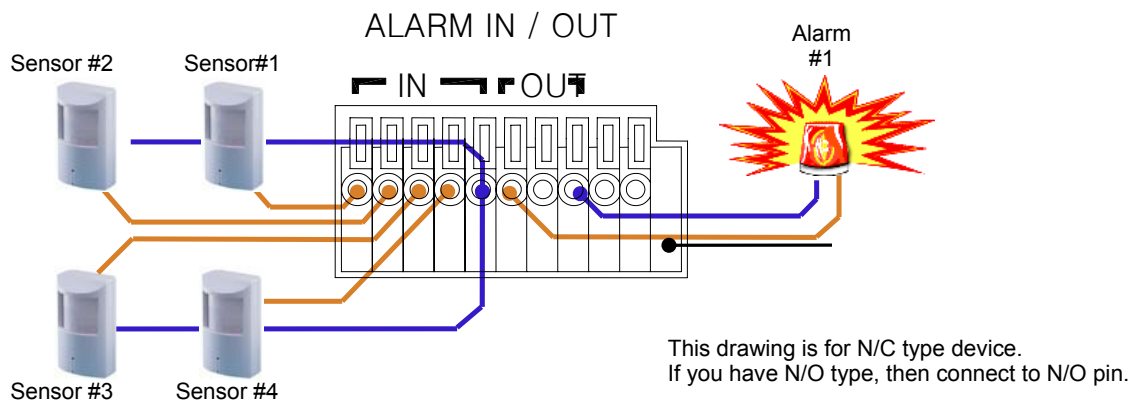 ALARM IN / OUT
Alarm
#1
Sensor #2
Sensor#1
IN
OUT
Sensor #3
Sensor #4
This drawing is for N/C type device.
If you have N/O type, then connect to N/O pin.